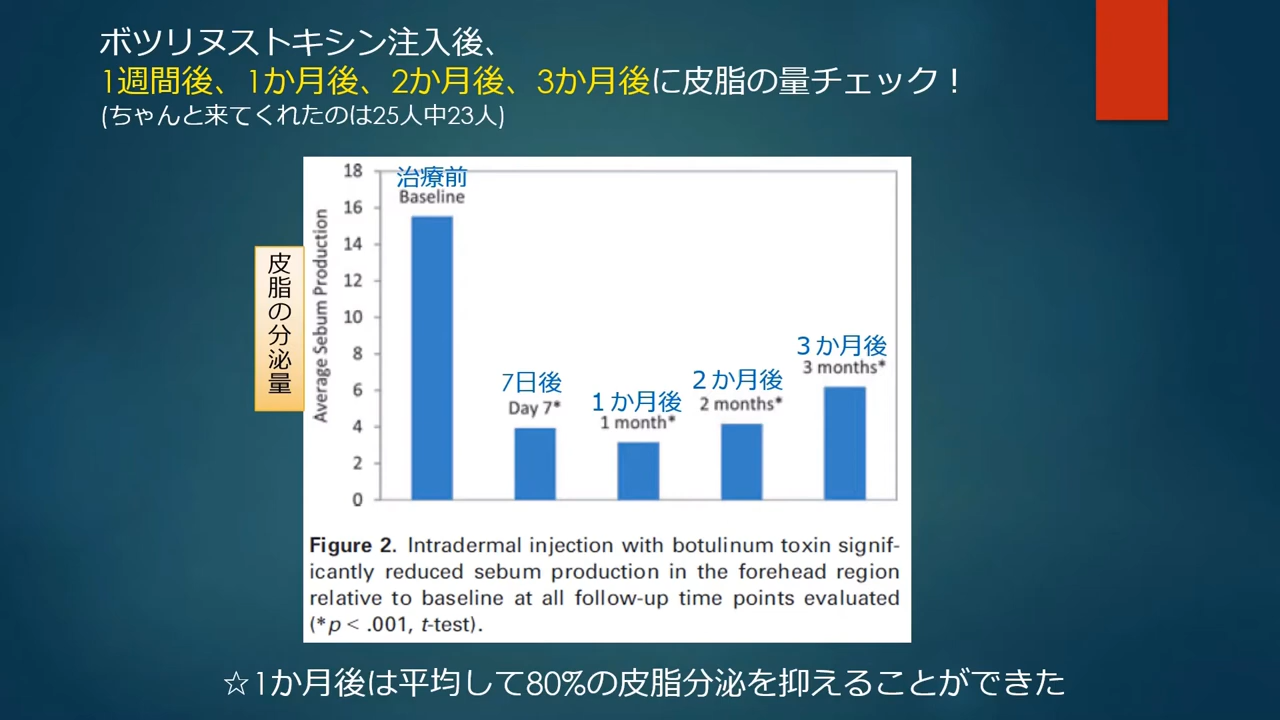 ボツリヌストキシン注入後、
1週間後、1か月後、2か月後、3か月後に皮脂の量チェック！
(ちゃんと来てくれたのは25人中23人)
皮脂の分泌量
Average Sebum Production
18
16
14
12
10
8
6
4
2
0
治療前
Baseline
7日後
Day 7*
１か月後
1 month*
２か月後
2 months*
３か月後
3 months*
Figure 2. Intradermal injection with botulinum toxin signif-
icantly reduced sebum production in the forehead region
relative to baseline at all follow-up time points evaluated
(*p < .001, t-test).
☆1か月後は平均して80%の皮脂分泌を抑えることができた